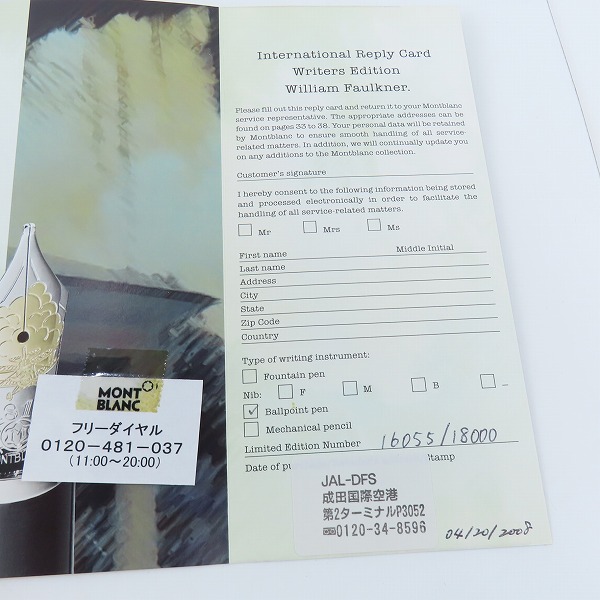 International Reply Card
Writers Edition
William Faulkner.
Please fill out this reply card and return it to your Montblanc
service representative. The appropriate addresses can be
found on pages 33 to 38. Your personal data will be retained
by Montblanc to ensure smooth handling of all service-
related matters. In addition, we will continually update you
on any additions to the Montblanc collection.
Customer's signature
I hereby consent to the following information being stored
and processed electronically in order to facilitate the
handling of all service-related matters.
Mr Mrs Ms
First name Middle Initial
Last name
Address
City
State
Zip Code
Country
Type of writing instrument:
Fountain pen
Nib: F M B –
Ballpoint pen
Mechanical pencil
Limited Edition Number 16055/18000
Date of
JAL-DFS
成田国際空港
第2ターミナルP3052
0120-34-8596
04/20/2008
MONT
BLANC
フリーダイヤル
0120-481-037
(11:00〜20:00)